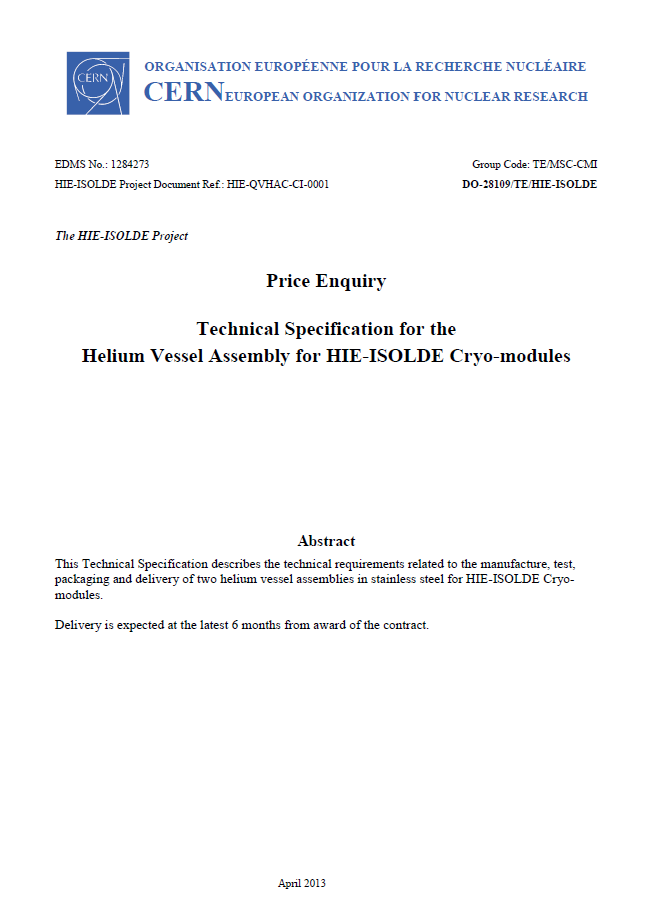 CERN
ORGANISATION EUROPÉENNE POUR LA RECHERCHE NUCLÉAIRE
CERN EUROPEAN ORGANIZATION FOR NUCLEAR RESEARCH
EDMS No.: 1284273 Group Code: TE/MSC-CMI
HIE-ISOLDE Project Document Ref.: HIE-QVHAC-CI-0001 DO-28109/TE/HIE-ISOLDE
The HIE-ISOLDE Project
Price Enquiry
Technical Specification for the
Helium Vessel Assembly for HIE-ISOLDE Cryo-modules
Abstract
This Technical Specification describes the technical requirements related to the manufacture, test,
packaging and delivery of two helium vessel assemblies in stainless steel for HIE-ISOLDE Cryo-
modules.
Delivery is expected at the latest 6 months from award of the contract.
April 2013